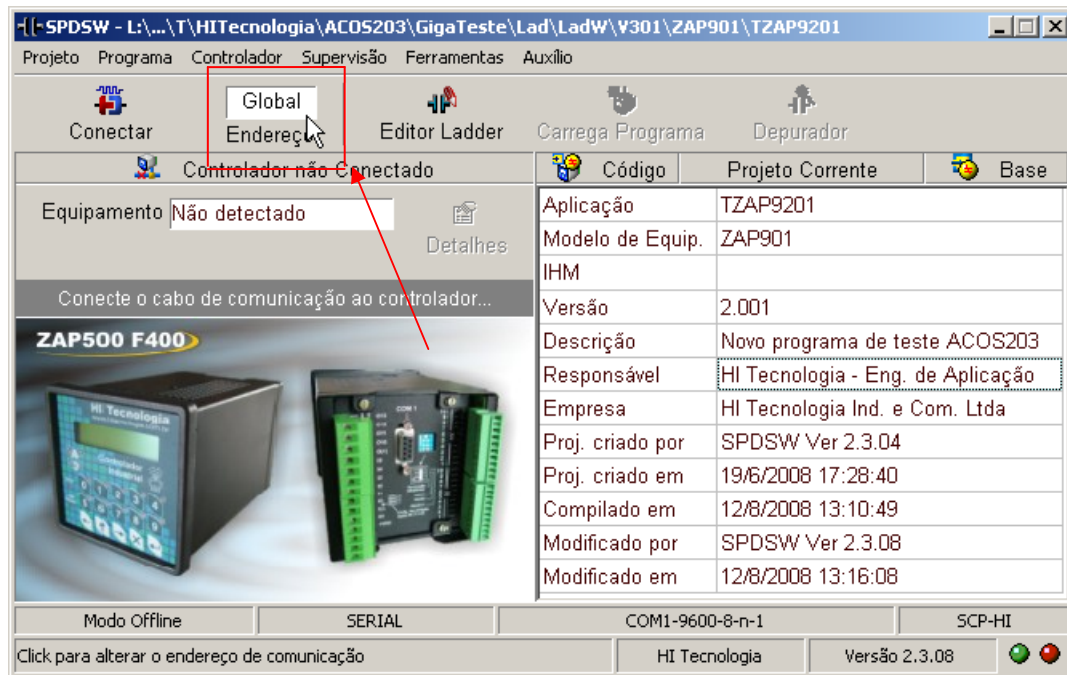 SPDSW - L:\...\T\HITecnologia\ACOS203\GigaTeste\Lad\LadW\V301\ZAP901\TZAP9201
Projeto Programa Controlador Supervisão Ferramentas Auxílio
Global
Conectar Endereço Editor Ladder Carrega Programa Depurador
Controlador não Conectado Código Projeto Corrente Base
Equipamento Não detectado
Detalhes
Conecte o cabo de comunicação ao controlador...
ZAP500 F400
HI Tecnologia
Controlador
Industrial
COM 1
Aplicação TZAP9201
Modelo de Equip. ZAP901
IHM
Versão 2.001
Descrição Novo programa de teste ACOS203
Responsável HI Tecnologia - Eng. de Aplicação
Empresa HI Tecnologia Ind. e Com. Ltda
Proj. criado por SPDSW Ver 2.3.04
Proj. criado em 19/6/2008 17:28:40
Compilado em 12/8/2008 13:10:49
Modificado por SPDSW Ver 2.3.08
Modificado em 12/8/2008 13:16:08
Modo Offline SERIAL COM1-9600-8-n-1 SCP-HI
Click para alterar o endereço de comunicação HI Tecnologia Versão 2.3.08